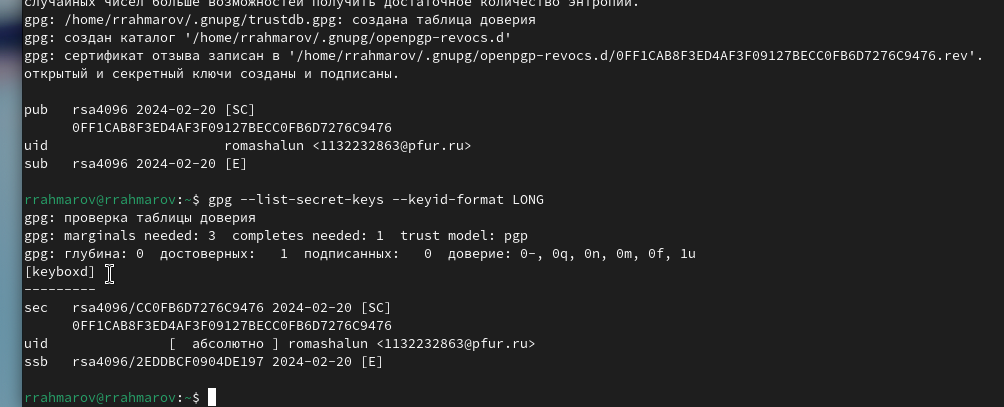 случайных чисел больше возможностей получить достаточное количество энтропии.
gpg: /home/rrahmarov/.gnupg/trustdb.gpg: создана таблица доверия
gpg: создан каталог '/home/rrahmarov/.gnupg/openpgp-revocs.d'
gpg: сертификат отзыва записан в '/home/rrahmarov/.gnupg/openpgp-revocs.d/0FF1CAB8F3ED4AF3F09127BECC0FB6D7276C9476.rev'.
открытый и секретный ключи созданы и подписаны.
pub   rsa4096 2024-02-20 [SC]
      0FF1CAB8F3ED4AF3F09127BECC0FB6D7276C9476
uid                      romashalun <1132232863@pfur.ru>
sub   rsa4096 2024-02-20 [E]
rrahmarov@rrahmarov:~$ gpg --list-secret-keys --keyid-format LONG
gpg: проверка таблицы доверия
gpg: marginals needed: 3  completes needed: 1  trust model: pgp
gpg: глубина: 0  достоверных:   1  подписанных:   0  доверие: 0-, 0q, 0n, 0m, 0f, 1u
[keyboxd]
---------
sec   rsa4096/CC0FB6D7276C9476 2024-02-20 [SC]
      0FF1CAB8F3ED4AF3F09127BECC0FB6D7276C9476
uid               [  абсолютно ] romashalun <1132232863@pfur.ru>
ssb   rsa4096/2EDDBCF0904DE197 2024-02-20 [E]
rrahmarov@rrahmarov:~$